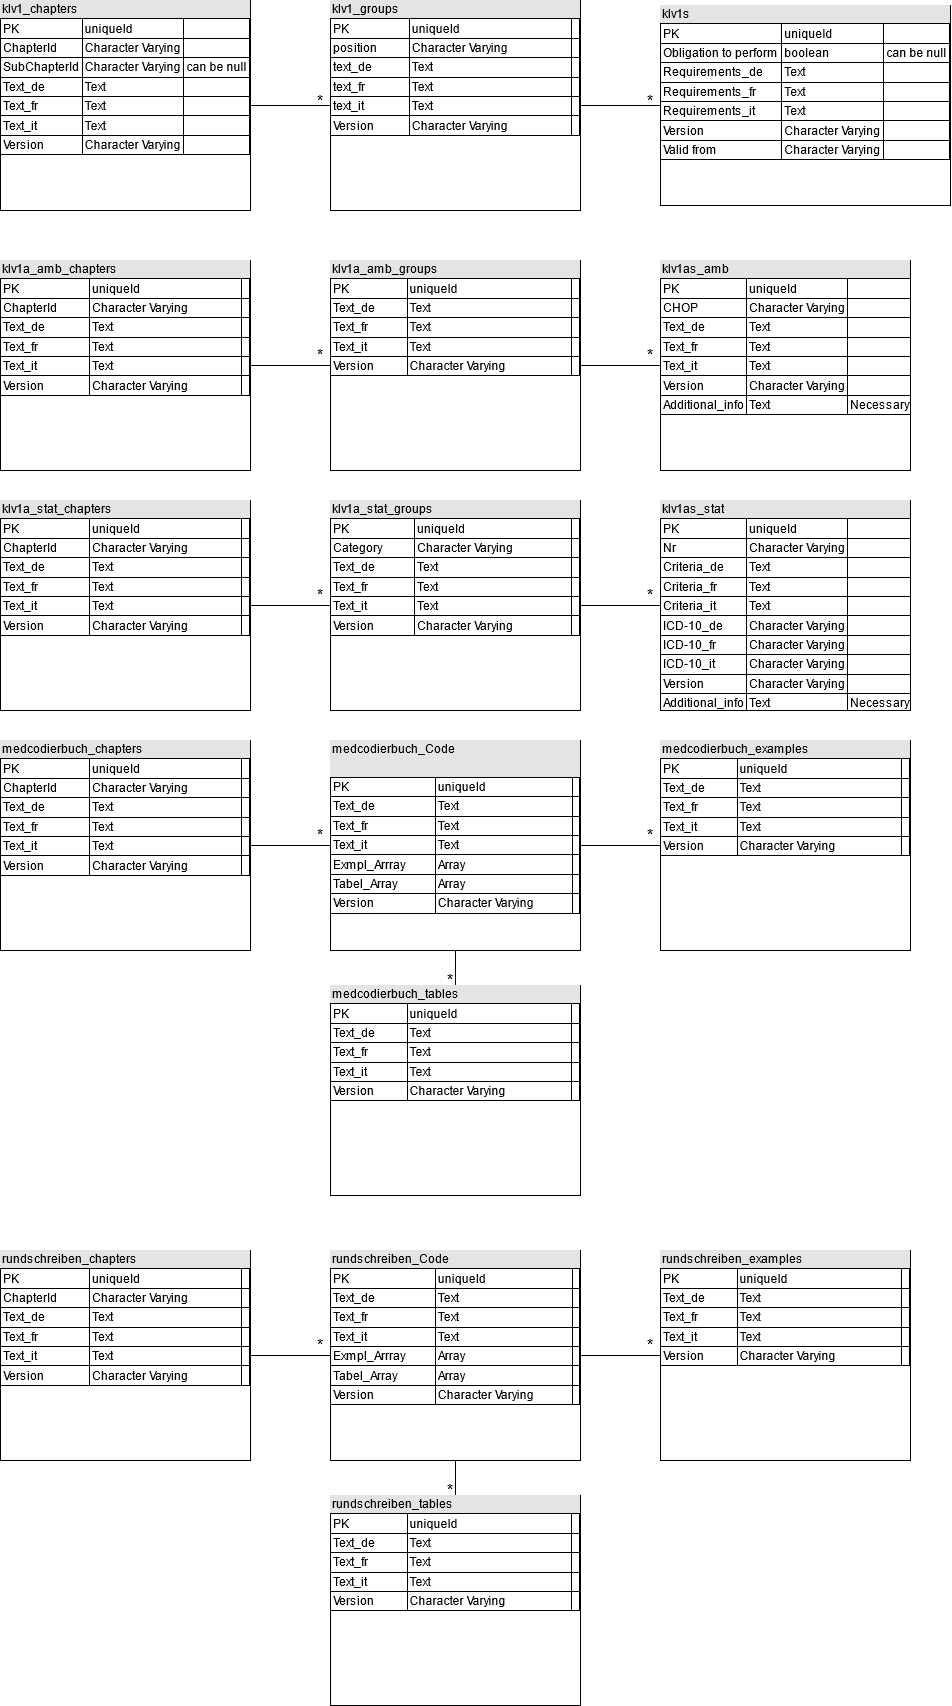 klv1_chapters
PK uniqueId
ChapterId Character Varying
SubChapterId Character Varying can be null
Text_de Text
Text_fr Text
Text_it Text
Version Character Varying
*
klv1_groups
PK uniqueId
position Character Varying
text_de Text
text_fr Text
text_it Text
Version Character Varying
*
klv1s
PK uniqueId
Obligation to perform boolean can be null
Requirements_de Text
Requirements_fr Text
Requirements_it Text
Version Character Varying
Valid from Character Varying
klv1a_amb_chapters
PK uniqueId
ChapterId Character Varying
Text_de Text
Text_fr Text
Text_it Text
Version Character Varying
*
klv1a_amb_groups
PK uniqueId
Text_de Text
Text_fr Text
Text_it Text
Version Character Varying
*
klv1as_amb
PK uniqueId
CHOP Character Varying
Text_de Text
Text_fr Text
Text_it Text
Version Character Varying
Additional_info Text Necessary
klv1a_stat_chapters
PK uniqueId
ChapterId Character Varying
Text_de Text
Text_fr Text
Text_it Text
Version Character Varying
*
klv1a_stat_groups
PK uniqueId
Category Character Varying
Text_de Text
Text_fr Text
Text_it Text
Version Character Varying
*
klv1as_stat
PK uniqueId
Nr Character Varying
Criteria_de Text
Criteria_fr Text
Criteria_it Text
ICD-10_de Character Varying
ICD-10_fr Character Varying
ICD-10_it Character Varying
Version Character Varying
Additional_info Text Necessary
medcodierbuch_chapters
PK uniqueId
ChapterId Character Varying
Text_de Text
Text_fr Text
Text_it Text
Version Character Varying
*
medcodierbuch_Code
PK uniqueId
Text_de Text
Text_fr Text
Text_it Text
Exmpl_Arrray Array
Tabel_Array Array
Version Character Varying
*
medcodierbuch_examples
PK uniqueId
Text_de Text
Text_fr Text
Text_it Text
Version Character Varying
*
medcodierbuch_tables
PK uniqueId
Text_de Text
Text_fr Text
Text_it Text
Version Character Varying
rundschreiben_chapters
PK uniqueId
ChapterId Character Varying
Text_de Text
Text_fr Text
Text_it Text
Version Character Varying
*
rundschreiben_Code
PK uniqueId
Text_de Text
Text_fr Text
Text_it Text
Exmpl_Arrray Array
Tabel_Array Array
Version Character Varying
*
rundschreiben_examples
PK uniqueId
Text_de Text
Text_fr Text
Text_it Text
Version Character Varying
*
rundschreiben_tables
PK uniqueId
Text_de Text
Text_fr Text
Text_it Text
Version Character Varying